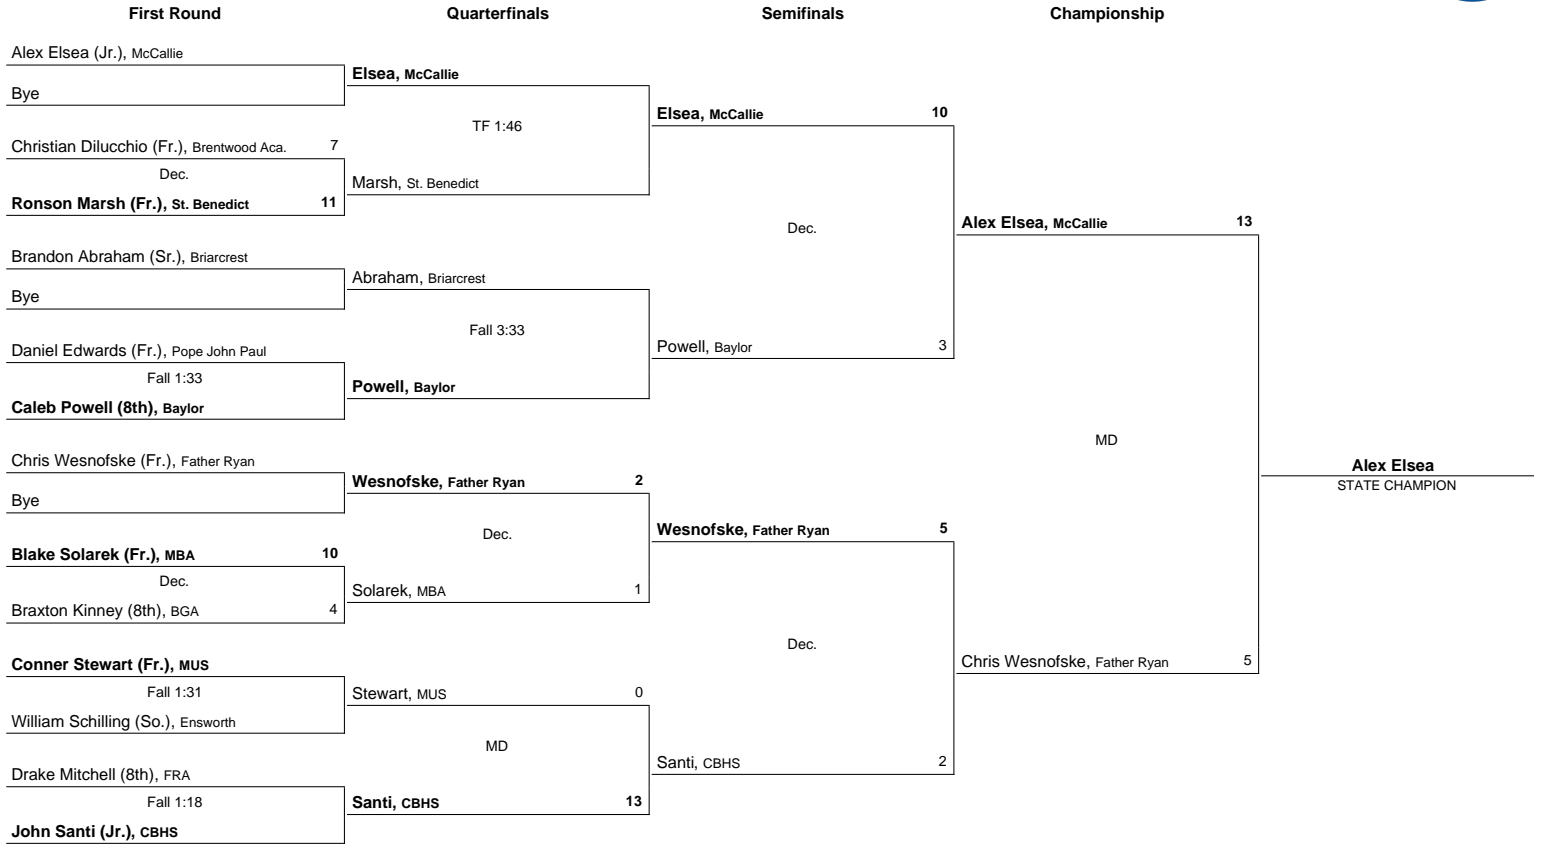 First Round Quarterfinals Semifinals Championship
Alex Elsea (Jr.), McCallie
Bye
Christian Dilucchio (Fr.), Brentwood Aca. 7
Dec.
Ronson Marsh (Fr.), St. Benedict 11
Brandon Abraham (Sr.), Briarcrest
Bye
Daniel Edwards (Fr.), Pope John Paul
Fall 1:33
Caleb Powell (8th), Baylor
Chris Wesnofske (Fr.), Father Ryan
Bye
Blake Solarek (Fr.), MBA 10
Dec.
Braxton Kinney (8th), BGA 4
Conner Stewart (Fr.), MUS
Fall 1:31
William Schilling (So.), Ensworth
Drake Mitchell (8th), FRA
Fall 1:18
John Santi (Jr.), CBHS
Elsea, McCallie
TF 1:46
Marsh, St. Benedict
Abraham, Briarcrest
Fall 3:33
Powell, Baylor
Wesnofske, Father Ryan 2
Dec.
Solarek, MBA 1
Stewart, MUS 0
MD
Santi, CBHS 13
Elsea, McCallie 10
Dec.
Powell, Baylor 3
Wesnofske, Father Ryan 5
Dec.
Santi, CBHS 2
Alex Elsea, McCallie 13
MD
Chris Wesnofske, Father Ryan 5
Alex Elsea
STATE CHAMPION